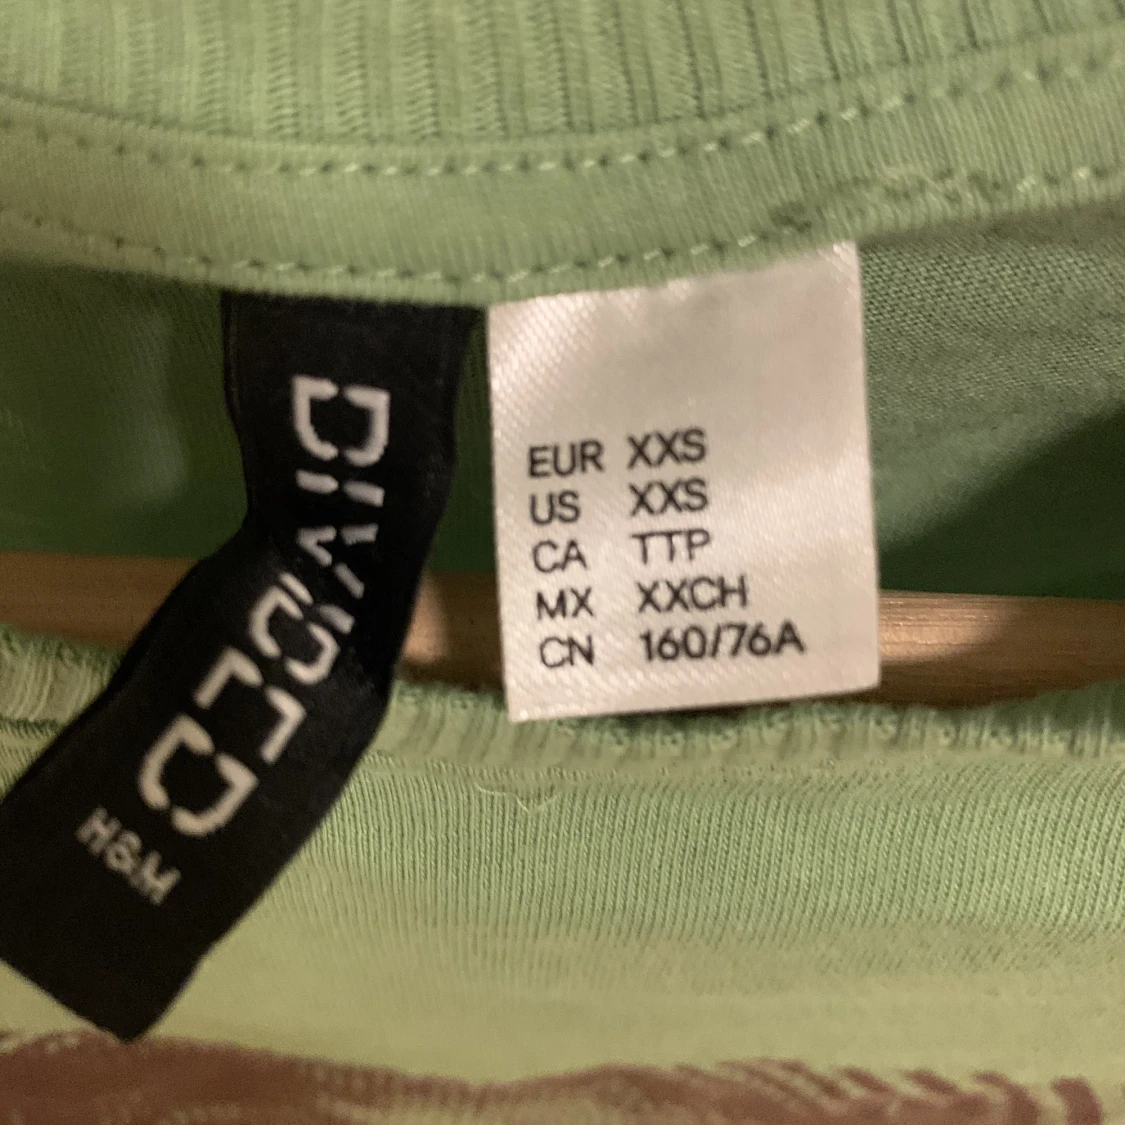 DIVIDED
H&M
EUR XXS
US XXS
CA TTP
MX XXCH
CN 160/76A